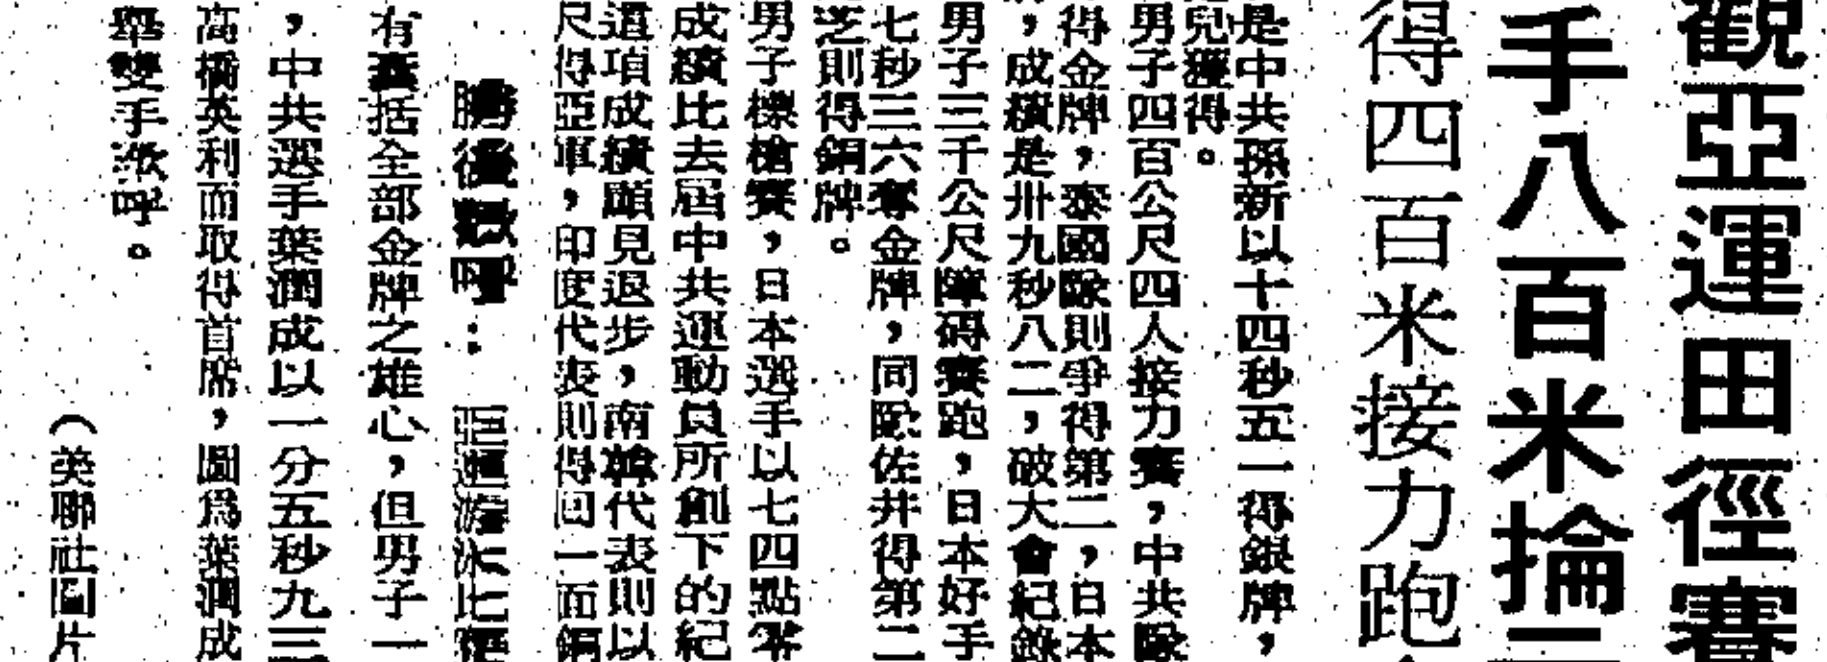 觀亞運田徑賽
手八百米掄三
得四百米接力跑
是中共孫新以十四秒五一得銀牌，
兒獲得。
男子四百公尺四人接力賽，中共隊
得金牌，泰國隊則爭得第二，日本
，成績是卅九秒八二，破大會紀錄
男子三千公尺障碍賽跑，日本好手
七秒三六奪金牌，同隊佐井得第二
芝則得銅牌。
男子標槍賽，日本選手以七四點零
成績比去屆中共運動員所創下的紀
這項成績顯見退步，南韓代表則以
尺得亞軍，印度代表則得回一面銅
勝後歡呼：亞運游泳比賽
有囊括全部金牌之雄心，但男子一
，中共選手葉潤成以一分五秒九三
高橋英利而取得首席，圖為葉潤成
舉雙手歡呼。
（美聯社圖片